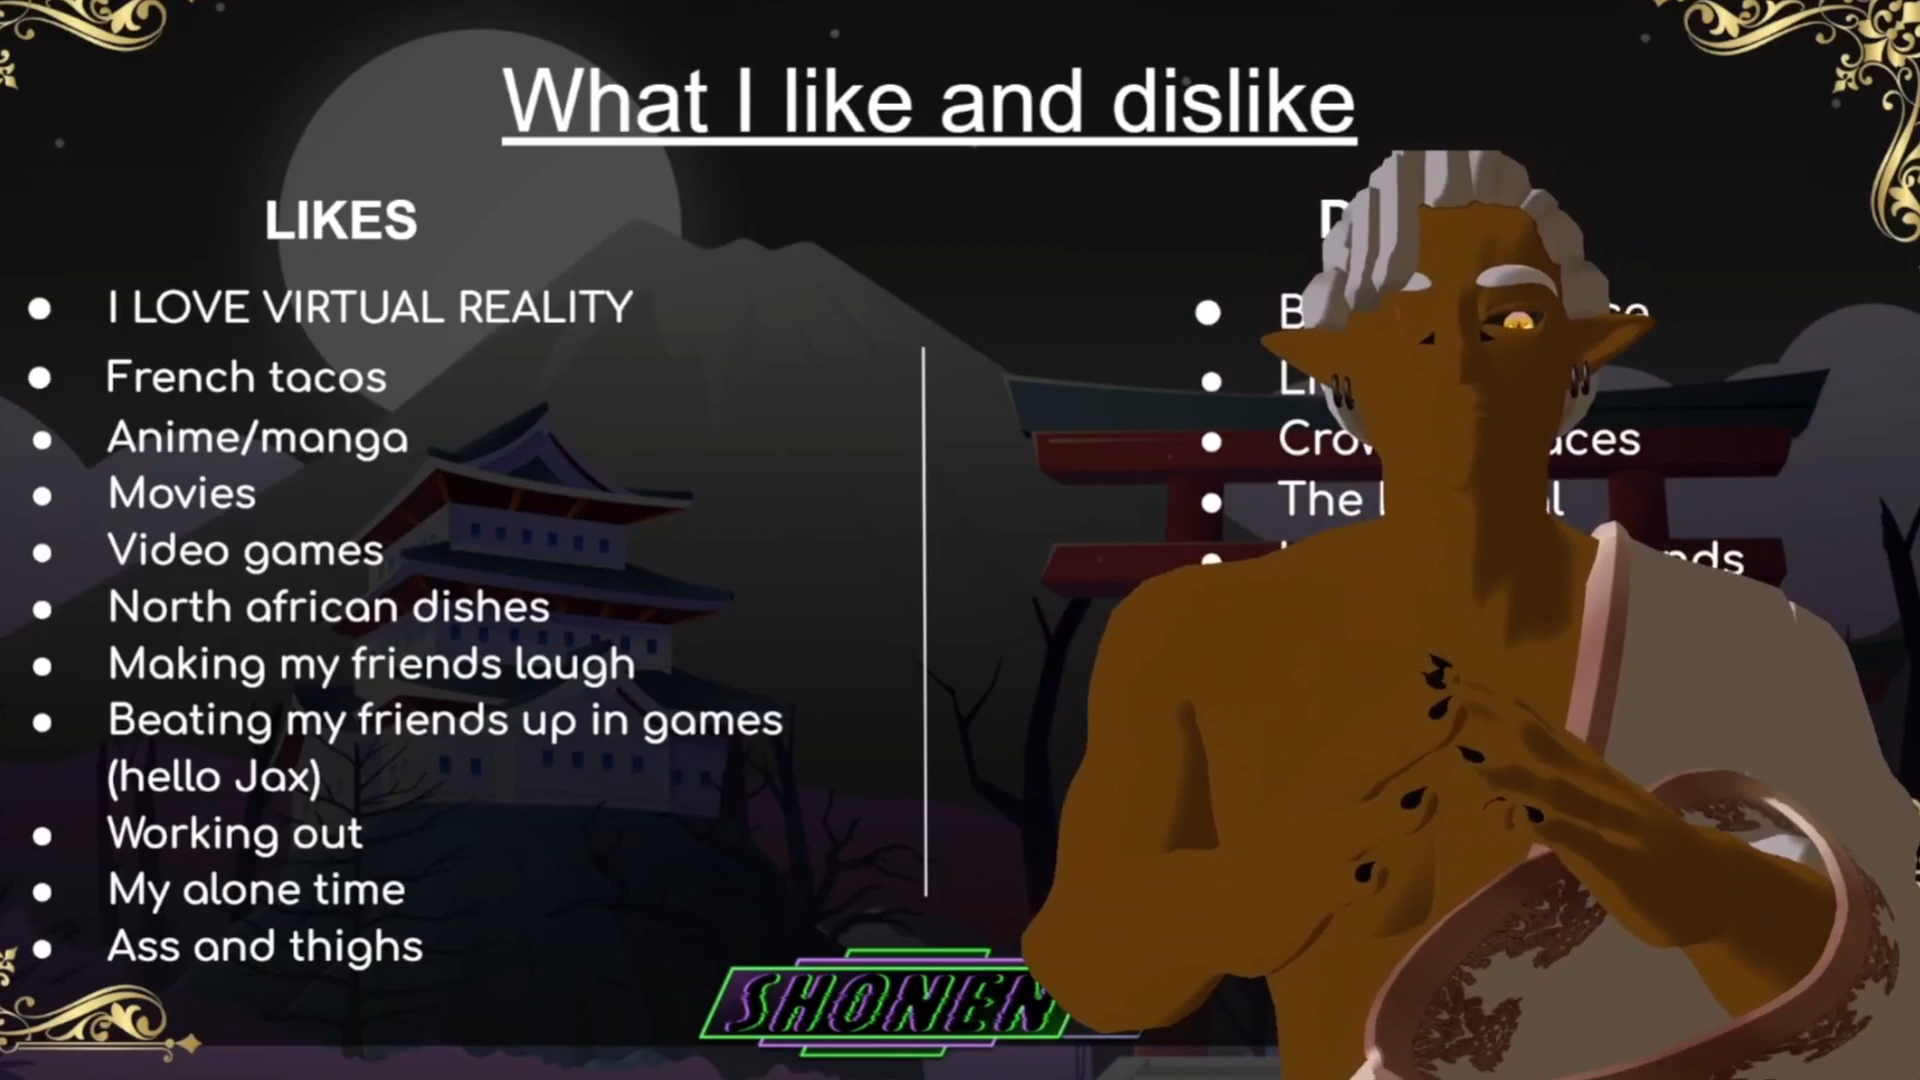 What I like and dislike
LIKES
I LOVE VIRTUAL REALITY
French tacos
Anime/manga
Movies
Video games
North african dishes
Making my friends laugh
Beating my friends up in games
(hello Jax)
Working out
My alone time
Ass and thighs
The
SHONEN